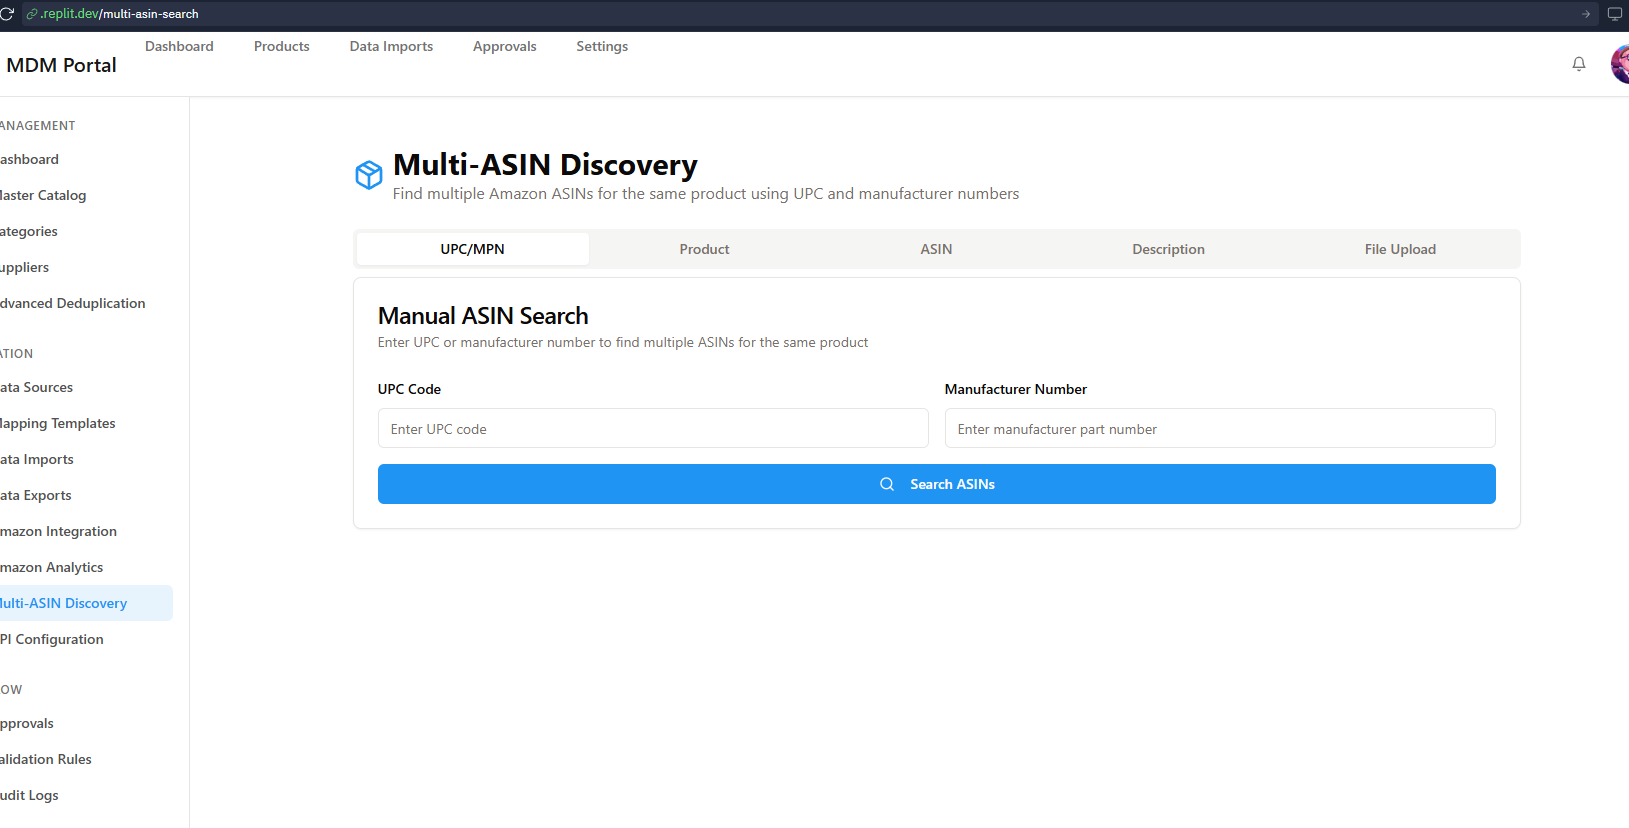 .replit.dev/multi-asin-search
Dashboard Products Data Imports Approvals Settings
MDM Portal
ANAGEMENT
ashboard
laster Catalog
ategories
uppliers
dvanced Deduplication
ATION
ata Sources
lapping Templates
ata Imports
ata Exports
mazon Integration
mazon Analytics
lulti-ASIN Discovery
PI Configuration
OW
pprovals
alidation Rules
udit Logs
Multi-ASIN Discovery
Find multiple Amazon ASINs for the same product using UPC and manufacturer numbers
UPC/MPN Product ASIN Description File Upload
Manual ASIN Search
Enter UPC or manufacturer number to find multiple ASINs for the same product
UPC Code Manufacturer Number
Enter UPC code Enter manufacturer part number
Search ASINs